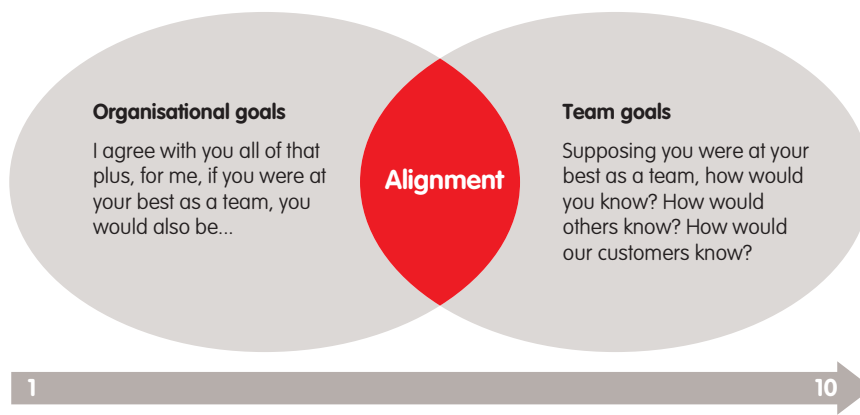 Organisational goals
I agree with you all of that
plus, for me, if you were at
your best as a team, you
would also be...
Alignment
Team goals
Supposing you were at your
best as a team, how would
you know? How would
others know? How would
our customers know?
1
10